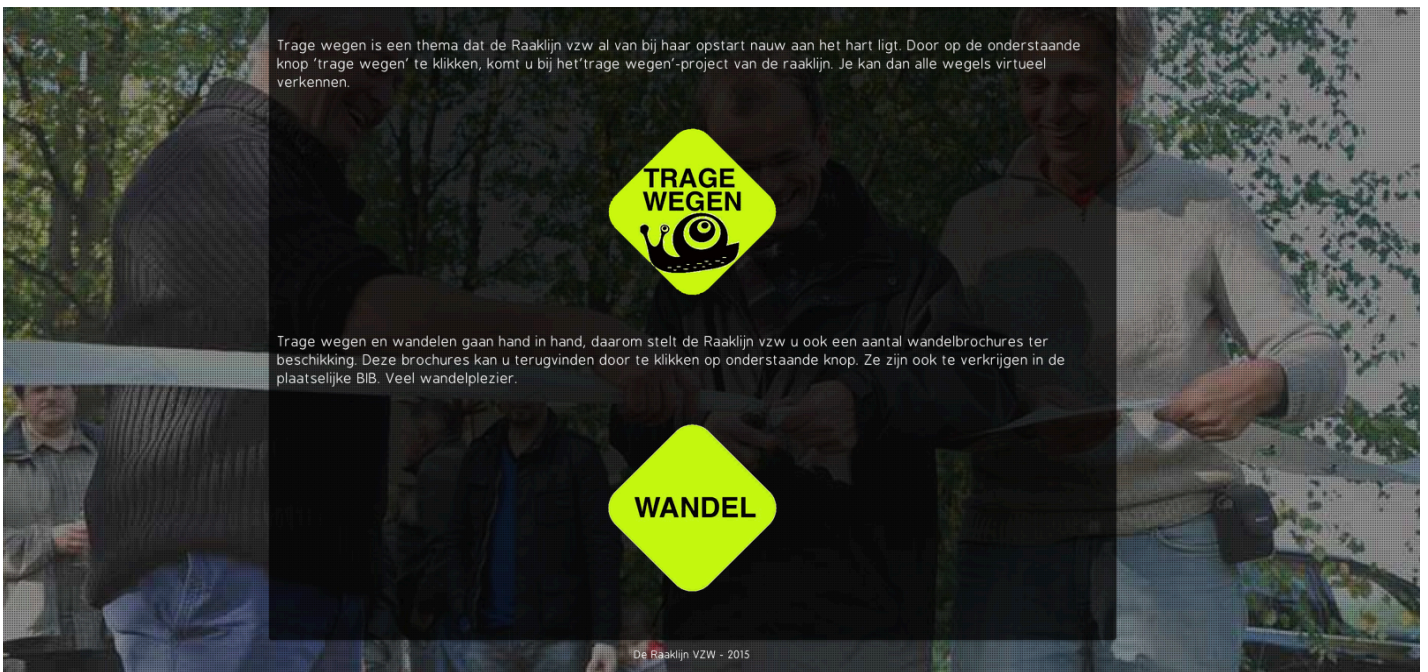 Trage wegen is een thema dat de Raaklijn vzw al van bij haar opstart nauw aan het hart ligt. Door op de onderstaande
knop 'trage wegen' te klikken, komt u bij het'trage wegen'-project van de raaklijn. Je kan dan alle wegels virtueel
verkennen.
TRAGE
WEGEN
Trage wegen en wandelen gaan hand in hand, daarom stelt de Raaklijn vzw u ook een aantal wandelbrochures ter
beschikking. Deze brochures kan u terugvinden door te klikken op onderstaande knop. Ze zijn ook te verkrijgen in de
plaatselijke BIB. Veel wandelplezier.
WANDEL
De Raaklijn VZW - 2015